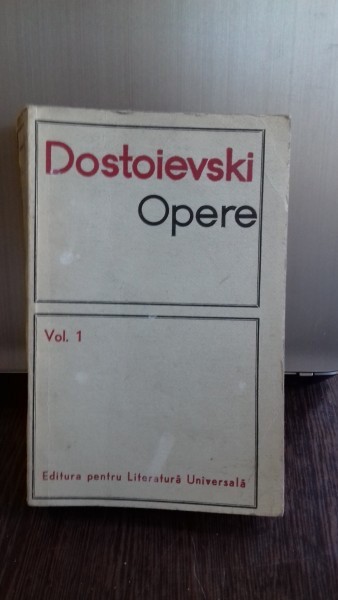 Dostoievski
Opere
Vol. 1
Editura pentru Literatură Universală